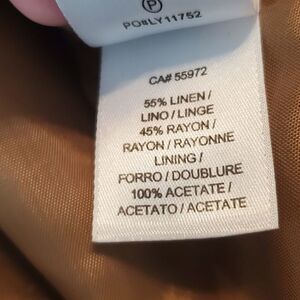 P
PO#LY11752
CA# 55972
55% LINEN /
LINO / LINGE
45% RAYON /
RAYON / RAYONNE
LINING /
FORRO / DOUBLURE
100% ACETATE /
ACETATO / ACETATE